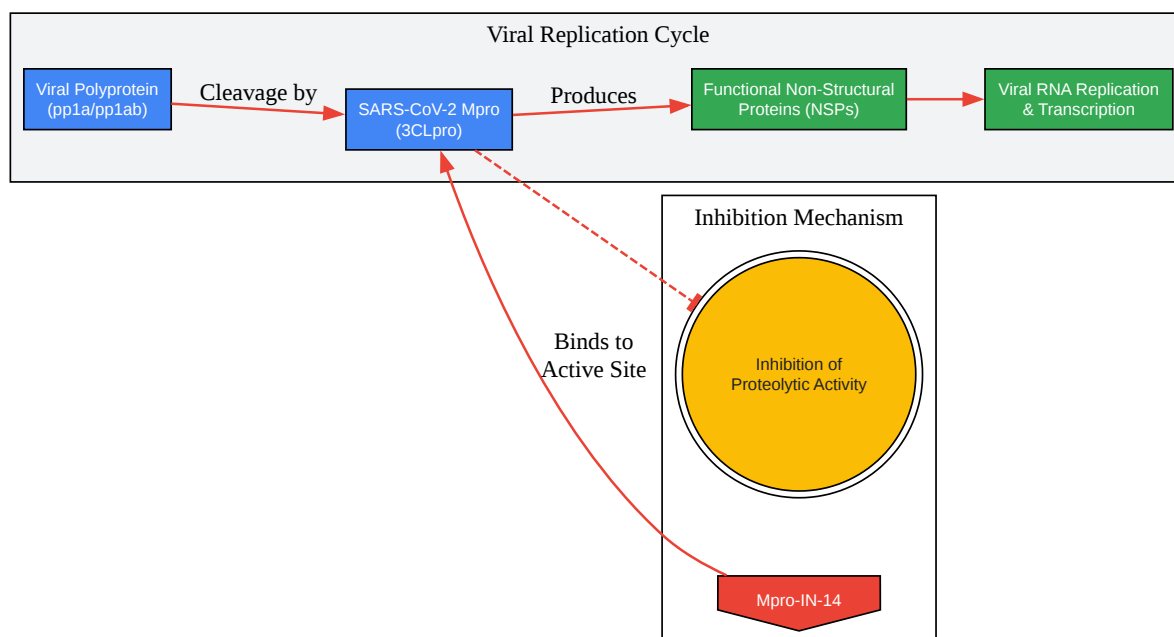 Viral Replication Cycle
Viral Polyprotein
(pp1a/pp1ab)
Cleavage by
SARS-CoV-2 Mpro
(3CLpro)
Produces
Functional Non-Structural
Proteins (NSPs)
Viral RNA Replication
& Transcription
Inhibition Mechanism
Binds to
Active Site
Inhibition of
Proteolytic Activity
Mpro-IN-14